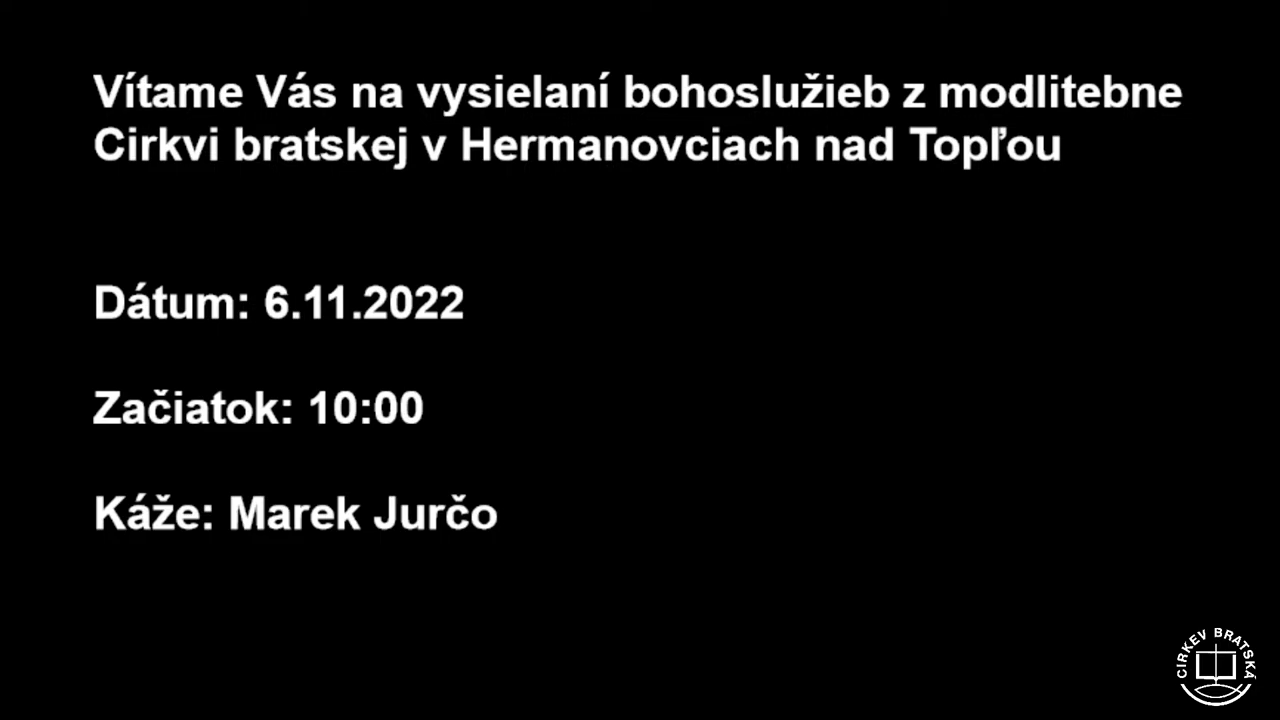 Vítame Vás na vysielaní bohoslužieb z modlitebne
Cirkvi bratskej v Hermanovciach nad Topľou
Dátum: 6.11.2022
Začiatok: 10:00
Káže: Marek Jurčo
CIRKEV BRATSKÁ